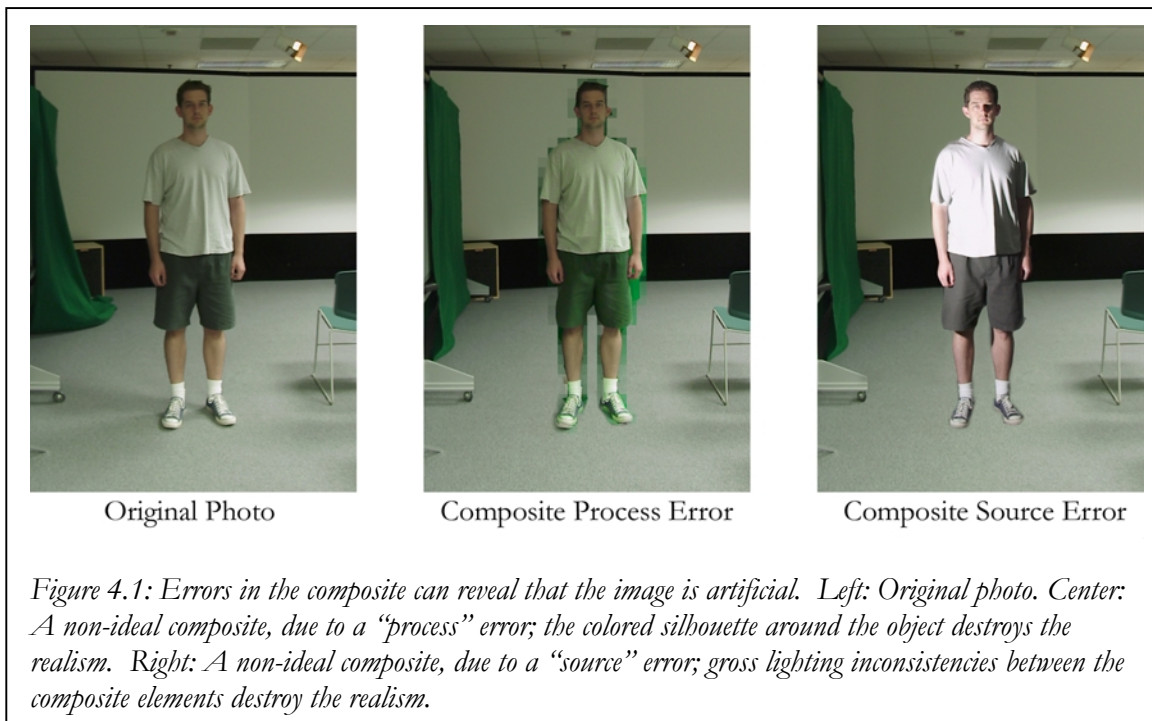 Original Photo
Composite Process Error
Composite Source Error
Figure 4.1: Errors in the composite can reveal that the image is artificial. Left: Original photo. Center:
A non-ideal composite, due to a “process” error; the colored silhouette around the object destroys the
realism. Right: A non-ideal composite, due to a “source” error; gross lighting inconsistencies between the
composite elements destroy the realism.